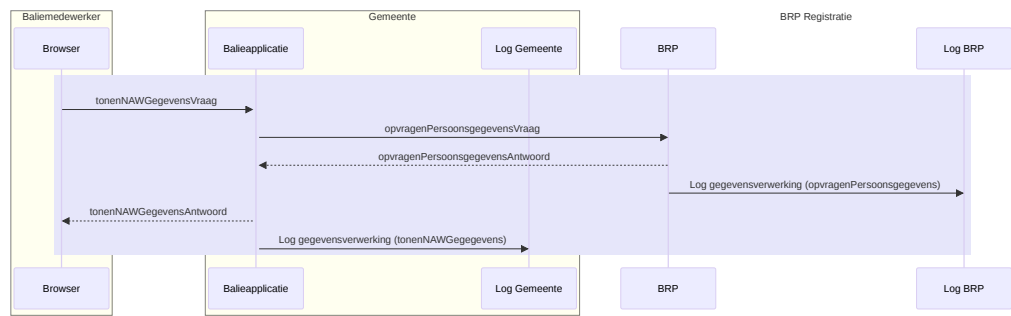 Baliemedewerker
Gemeente
BRP Registratie
Browser
Balieapplicatie
Log Gemeente
BRP
Log BRP
tonenNAWGegevensVraag
opvragenPersoonsgegevensVraag
opvragenPersoonsgegevensAntwoord
Log gegevensverwerking (opvragenPersoonsgegevens)
tonenNAWGegevensAntwoord
Log gegevensverwerking (tonenNAWGegegevens)
Browser
Balieapplicatie
Log Gemeente
BRP
Log BRP